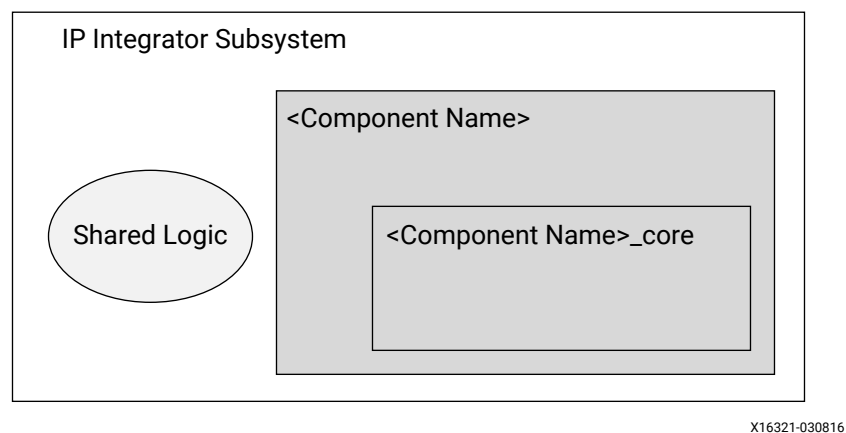 IP Integrator Subsystem
<Component Name>
Shared Logic
<Component Name>_core
X16321-030816